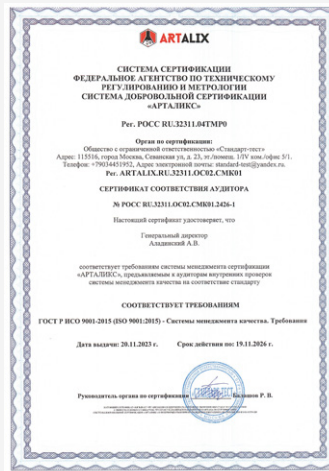 ARTALIX
СИСТЕМА СЕРТИФИКАЦИИ
ФЕДЕРАЛЬНОЕ АГЕНТСТВО ПО ТЕХНИЧЕСКОМУ
РЕГУЛИРОВАНИЮ И МЕТРОЛОГИИ
СИСТЕМА ДОБРОВОЛЬНОЙ СЕРТИФИКАЦИИ
«АРТАЛИКС»
Рег. РОСС RU.32311.04ТМР0
Орган по сертификации:
Общество с ограниченной ответственностью «Стандарт-тест»
Адрес: 115516, город Москва, Севанская ул, д. 23, эт./помещ. 1/IV ком./офис 5/1.
Телефон: +79034451952, Адрес электронной почты: standard-test@yandex.ru.
Рег. ARTALIX.RU.32311.ОС02.СМК01
СЕРТИФИКАТ СООТВЕТСТВИЯ АУДИТОРА
№ РОСС RU.32311.ОС02.СМК01.2426-1
Настоящий сертификат удостоверяет, что
Генеральный директор
Аладинский А.В.
соответствует требованиям системы менеджмента сертификации
«АРТАЛИКС», предъявляемым к аудиторам внутренних проверок
системы менеджмента качества на соответствие стандарту
СООТВЕТСТВУЕТ ТРЕБОВАНИЯМ
ГОСТ Р ИСО 9001-2015 (ISO 9001:2015) - Системы менеджмента качества. Требования
Дата выдачи: 20.11.2023 г. Срок действия по: 19.11.2026 г.
Руководитель органа по сертификации Балашов Р. В.